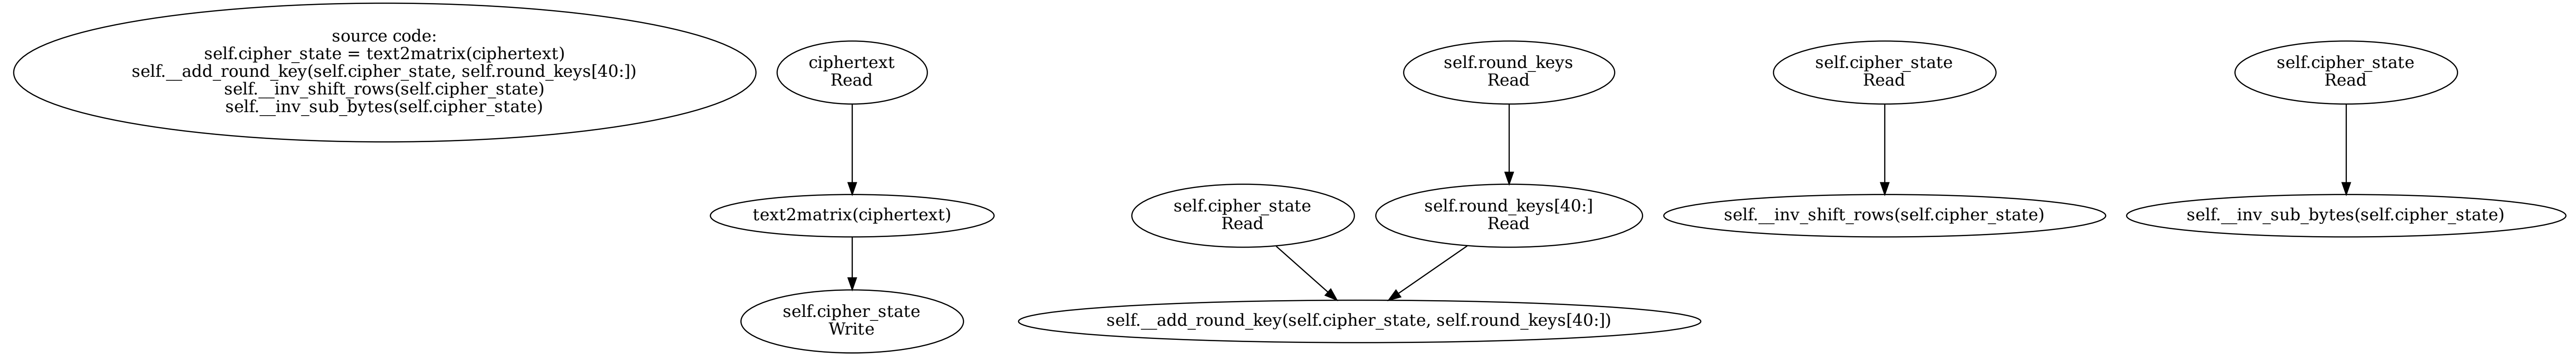 source code:
self.cipher_state = text2matrix(ciphertext)
self.__add_round_key(self.cipher_state, self.round_keys[40:])
self.__inv_shift_rows(self.cipher_state)
self.__inv_sub_bytes(self.cipher_state)
ciphertext
Read
text2matrix(ciphertext)
self.cipher_state
Write
self.round_keys
Read
self.cipher_state
Read
self.round_keys[40:]
Read
self.__add_round_key(self.cipher_state, self.round_keys[40:])
self.cipher_state
Read
self.__inv_shift_rows(self.cipher_state)
self.cipher_state
Read
self.__inv_sub_bytes(self.cipher_state)